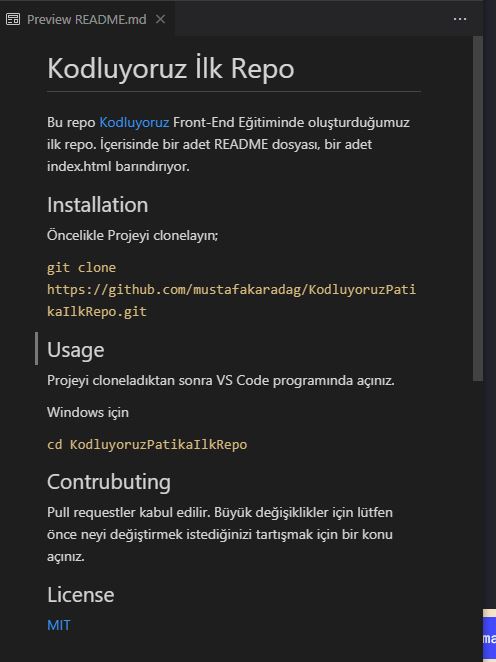 Preview README.md
Kodluyoruz İlk Repo
Bu repo Kodluyoruz Front-End Eğitiminde oluşturduğumuz
ilk repo. İçerisinde bir adet README dosyası, bir adet
index.html barındırıyor.
Installation
Öncelikle Projeyi clonelayın;
git clone
https://github.com/mustafakaradag/KodluyoruzPati
kaIlkRepo.git
Usage
Projeyi cloneladıktan sonra VS Code programında açınız.
Windows için
cd KodluyoruzPatikaIlkRepo
Contrubuting
Pull requestler kabul edilir. Büyük değişiklikler için lütfen
önce neyi değiştirmek istediğinizi tartışmak için bir konu
açınız.
License
MIT
ma